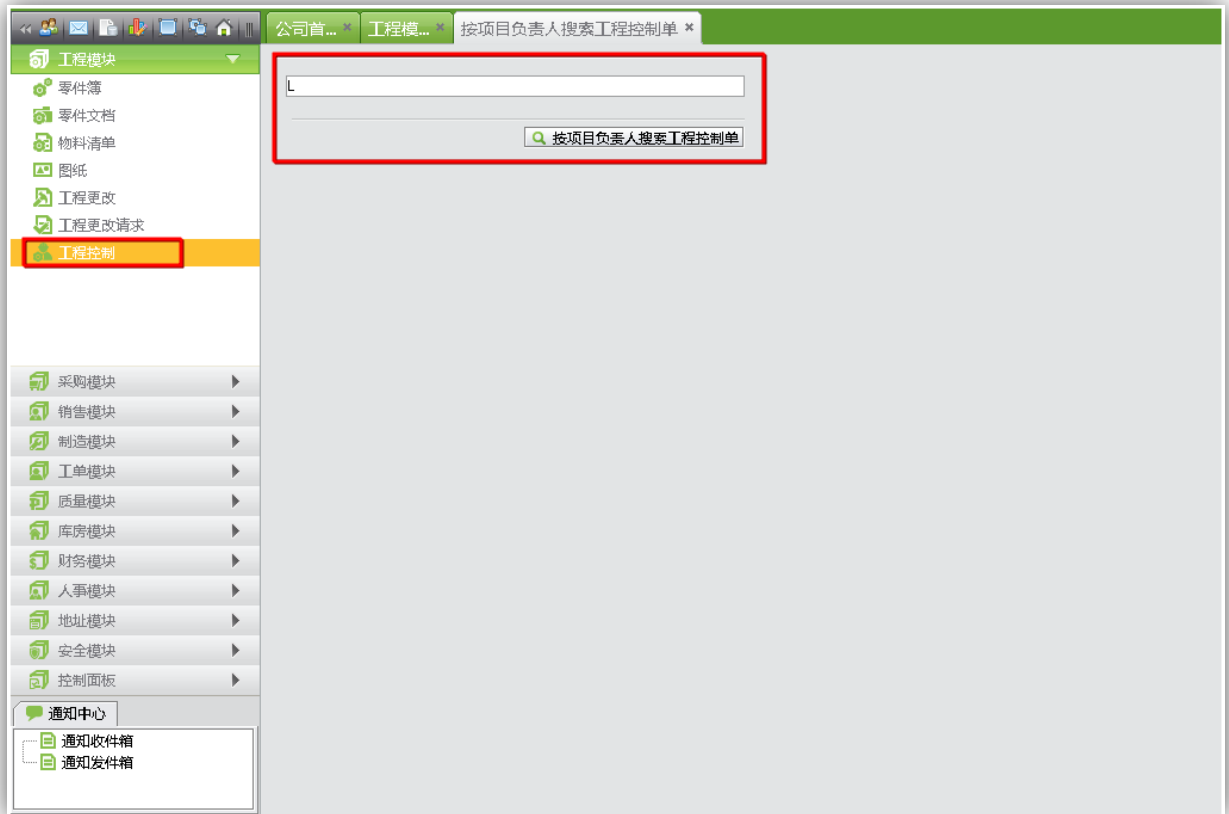 公司首...
工程模...
按项目负责人搜索工程控制单
工程模块
零件簿
零件文档
物料清单
图纸
工程更改
工程更改请求
工程控制
L
按项目负责人搜索工程控制单
采购模块
销售模块
制造模块
工单模块
质量模块
库房模块
财务模块
人事模块
地址模块
安全模块
控制面板
通知中心
通知收件箱
通知发件箱